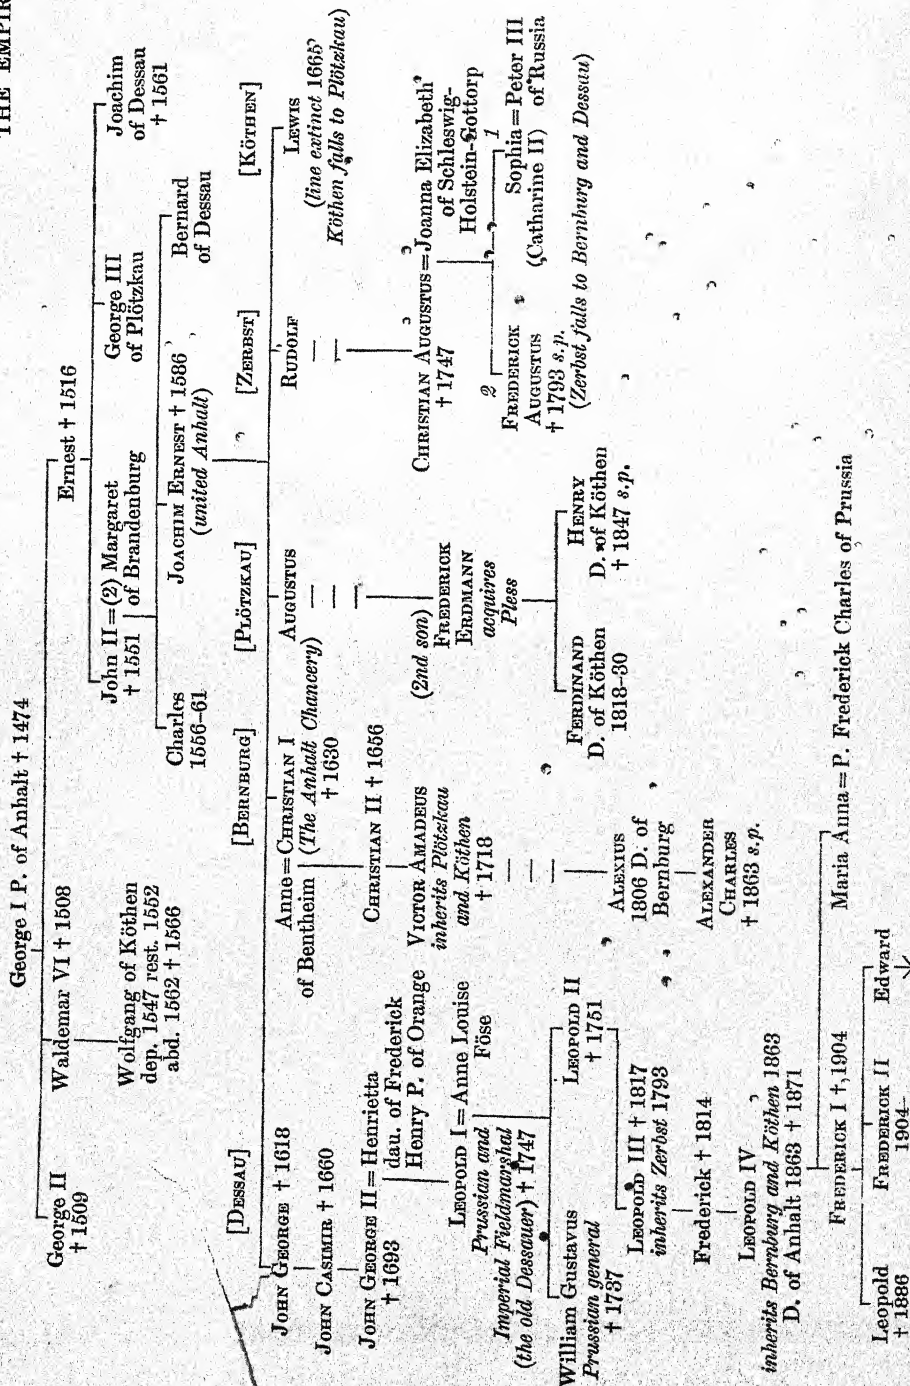 THE EMPIR
George I P. of Anhalt † 1474
George II
† 1509
Waldemar VI † 1508
Ernest † 1516
Wolfgang of Köthen
dep. 1547 rest. 1552
abd. 1562 † 1566
John II = (2) Margaret
† 1551 of Brandenburg
George III
of Plötzkau
Joachim
of Dessau
† 1561
Charles
1556–61
JOACHIM ERNEST † 1586
(united Anhalt)
Bernard
of Dessau
[DESSAU]
[BERNBURG]
[PLÖTZKAU]
[ZERBST]
[KÖTHEN]
JOHN GEORGE † 1618
Anne = CHRISTIAN I
of Bentheim (The Anhalt Chancery)
† 1630
AUGUSTUS
RUDOLF
LEWIS
(line extinct 1665
Köthen falls to Plötzkau)
JOHN CASIMIR † 1660
CHRISTIAN II † 1656
JOHN GEORGE II = Henrietta
† 1693 dau. of Frederick
Henry P. of Orange
VICTOR AMADEUS
inherits Plötzkau
and Köthen
† 1718
(2nd son)
FREDERICK
ERDMANN
acquires
Pless
CHRISTIAN AUGUSTUS = Joanna Elizabeth
† 1747 of Schleswig-
Holstein-Gottorp
LEOPOLD I = Anne Louise
Prussian and Föse
Imperial Fieldmarshal
(the old Dessauer) † 1747
2
FREDERICK
AUGUSTUS
† 1793 s.p.
1
Sophia = Peter III
(Catharine II) of Russia
(Zerbst falls to Bernburg and Dessau)
William Gustavus
Prussian general
† 1737
LEOPOLD II
† 1751
ALEXIUS
1806 D. of
Bernburg
FERDINAND
D. of Köthen
1818–30
HENRY
D. of Köthen
† 1847 s.p.
LEOPOLD III † 1817
inherits Zerbst 1793
ALEXANDER
CHARLES
† 1863 s.p.
Frederick † 1814
LEOPOLD IV
inherits Bernburg and Köthen 1863
D. of Anhalt 1863 † 1871
FREDERICK I †,1904
Maria Anna = P. Frederick Charles of Prussia
Leopold
† 1886
FREDERICK II
1904–
Edward